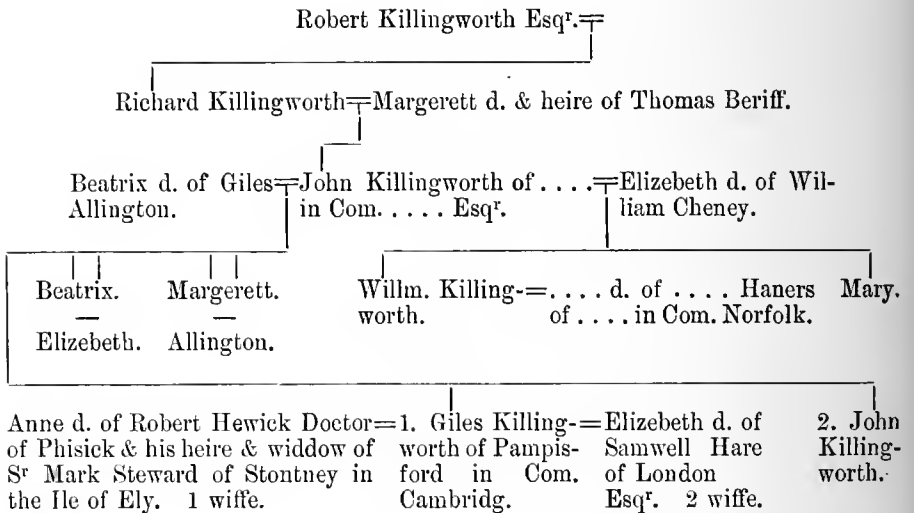 Robert Killingworth Esqr.=
Richard Killingworth=Margerett d. & heire of Thomas Beriff.
Beatrix d. of Giles=John Killingworth of . . . .=Elizebeth d. of Wil-
Allington. in Com. . . . . Esqr. liam Cheney.
Beatrix. Margerett. Willm. Killing-=. . . . d. of . . . . Haners Mary.
— — worth. of . . . . in Com. Norfolk.
Elizebeth. Allington.
Anne d. of Robert Hewick Doctor=1. Giles Killing-=Elizebeth d. of 2. John
of Phisick & his heire & widdow of worth of Pampis- Samwell Hare Killing-
Sr Mark Steward of Stontney in ford in Com. of London worth.
the Ile of Ely. 1 wiffe. Cambridg. Esqr. 2 wiffe.